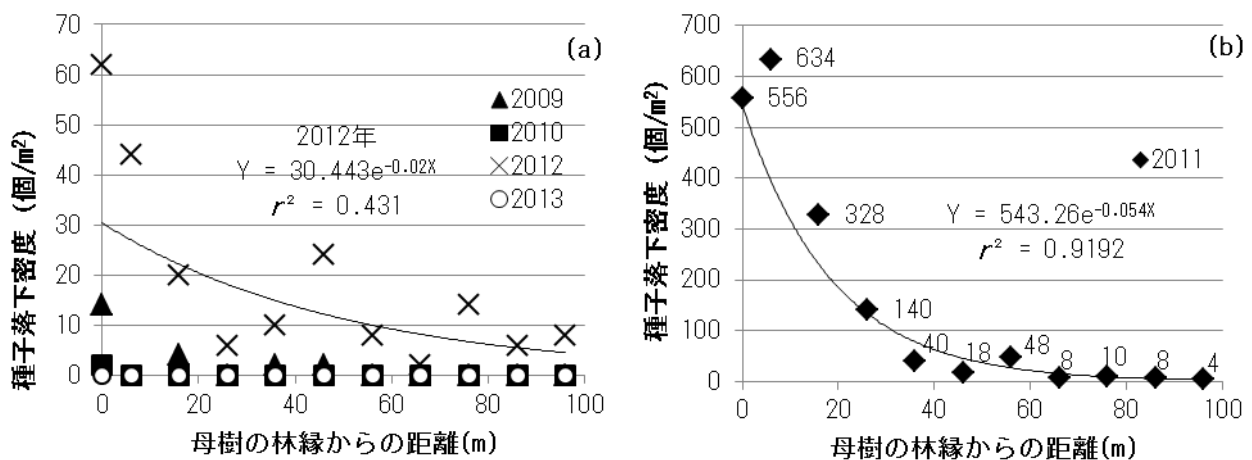 70
60
50
40
30
20
10
0
種子落下密度 (個/m²)
(a)
▲2009
■2010
×2012
○2013
2012年
Y = 30.443e^-0.02X
r² = 0.431
0 20 40 60 80 100
母樹の林縁からの距離(m)
700
600
500
400
300
200
100
0
種子落下密度 (個/m²)
(b)
634
556
◆2011
328
Y = 543.26e^-0.054X
r² = 0.9192
140
40
18
48
8
10
8
4
0 20 40 60 80 100
母樹の林縁からの距離(m)